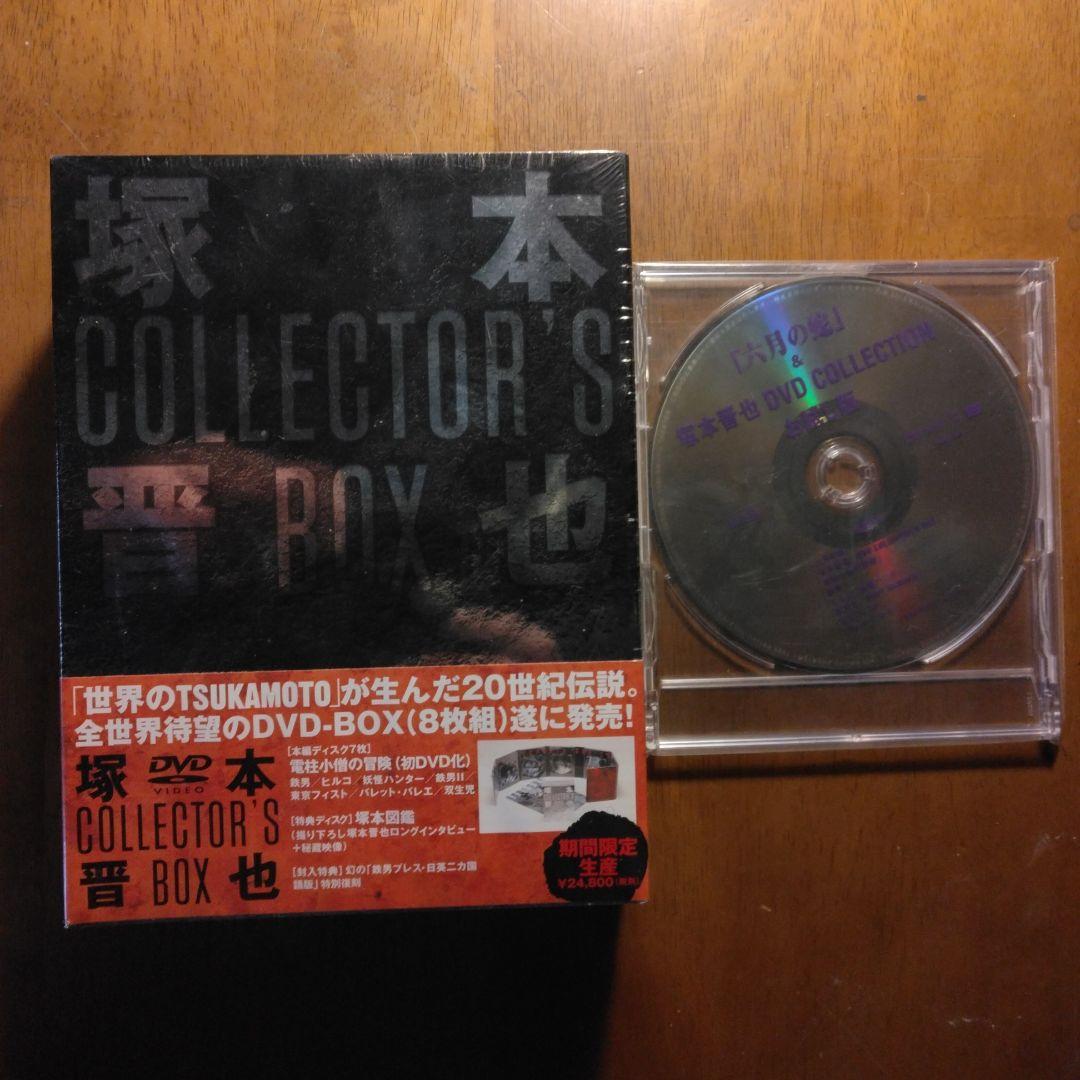 塚本
COLLECTOR'S
晋 BOX 也
「世界のTSUKAMOTO」が生んだ20世紀伝説。
全世界待望のDVD-BOX(8枚組)遂に発売!
塚 DVD 本
VIDEO
COLLECTOR'S
晋 BOX 也
[本編ディスク7枚]
電柱小僧の冒険(初DVD化)
鉄男/ヒルコ/妖怪ハンター/鉄男II/
東京フィスト/バレット・バレエ/双生児
[特典ディスク]塚本図鑑
(撮り下ろし塚本晋也ロングインタビュー
+秘蔵映像)
[封入特典]幻の「鉄男プレス・日英二カ国
語版」特別復刻
期間限定
生産
¥24,800(税別)
「六月の蛇」
&
塚本晋也 DVD COLLECTION